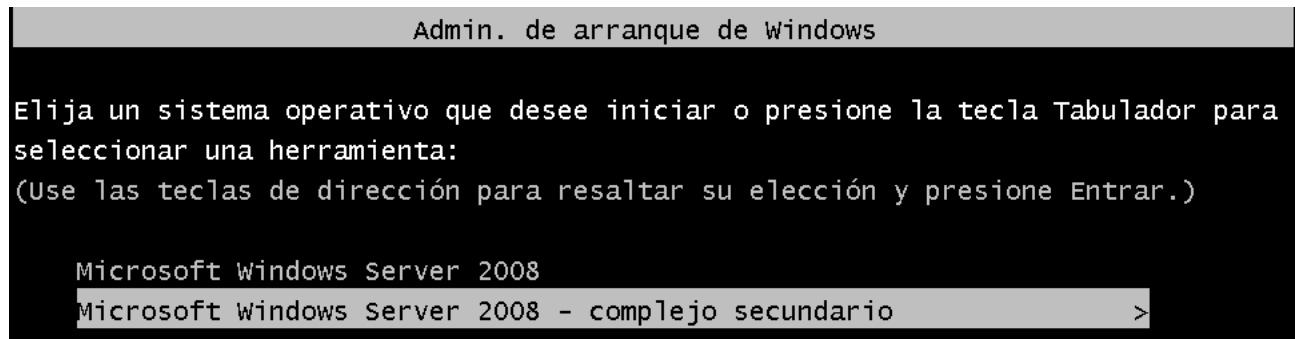 Admin. de arranque de Windows
Elija un sistema operativo que desee iniciar o presione la tecla Tabulador para
seleccionar una herramienta:
(Use las teclas de dirección para resaltar su elección y presione Entrar.)
Microsoft Windows Server 2008
Microsoft Windows Server 2008 - complejo secundario >